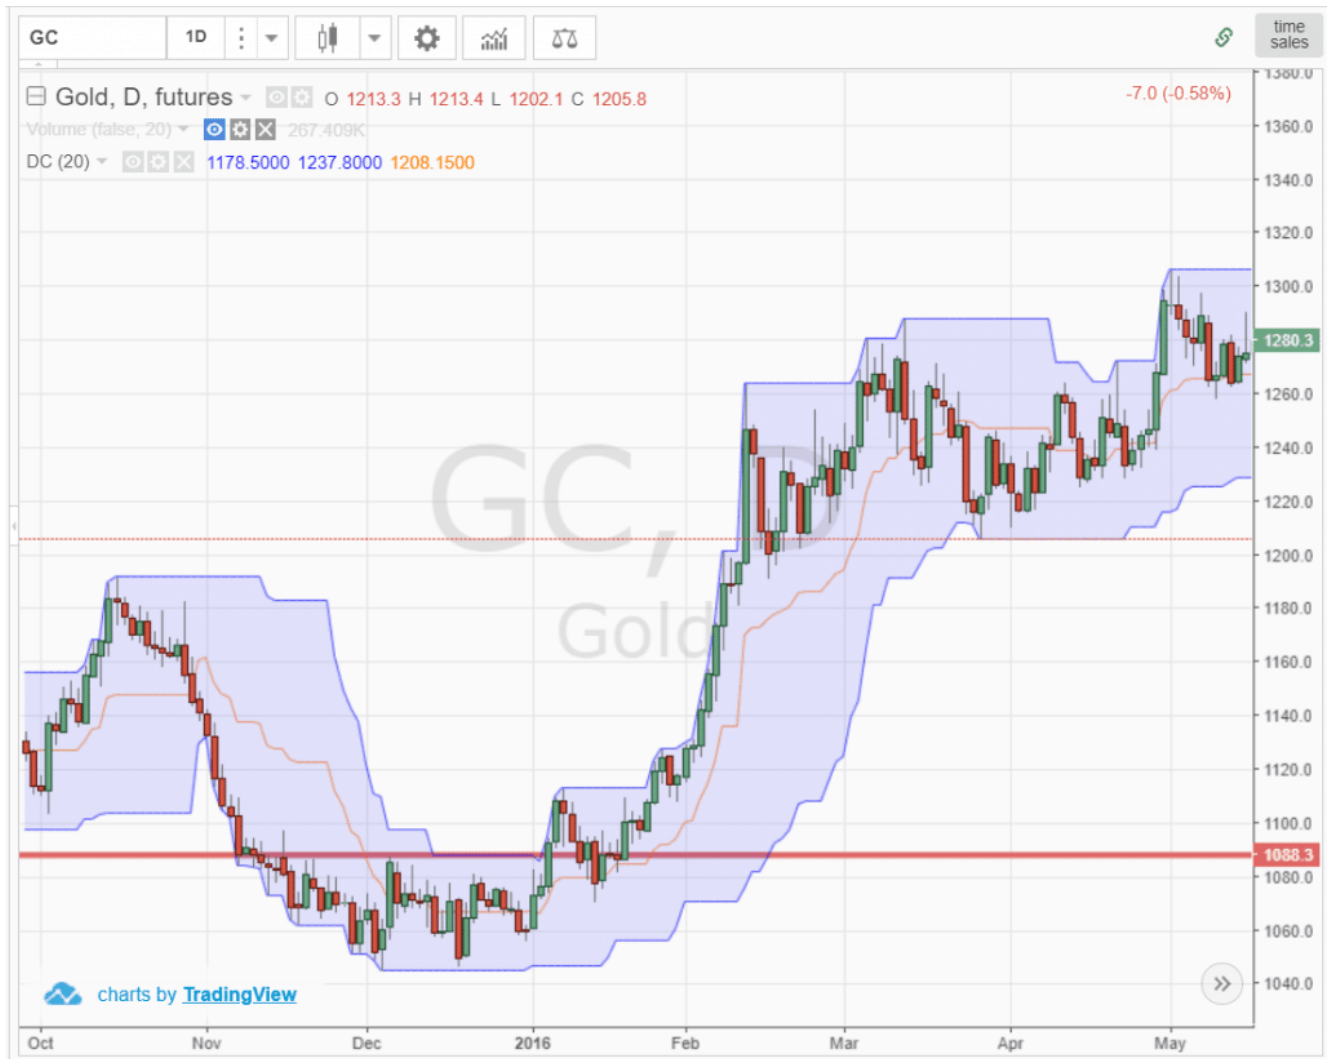 GC 1D
time
sales
Gold, D, futures O 1213.3 H 1213.4 L 1202.1 C 1205.8
-7.0 (-0.58%)
Volume (false, 20) 267.409K
DC (20) 1178.5000 1237.8000 1208.1500
1380.0
1360.0
1340.0
1320.0
1300.0
1280.3
1260.0
1240.0
1220.0
1200.0
1180.0
1160.0
1140.0
1120.0
1100.0
1088.3
1080.0
1060.0
1040.0
GC, D
Gold
charts by TradingView
Oct Nov Dec 2016 Feb Mar Apr May